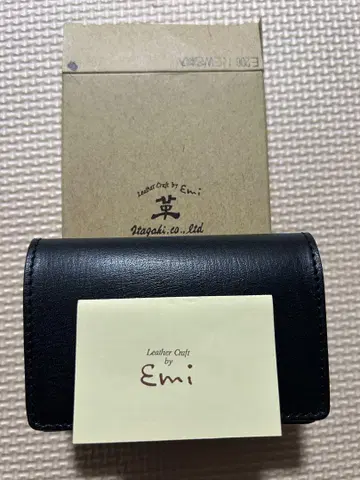 Leather Craft by Emi
革
Itagaki.co.,ltd
Leather Craft
by
Emi